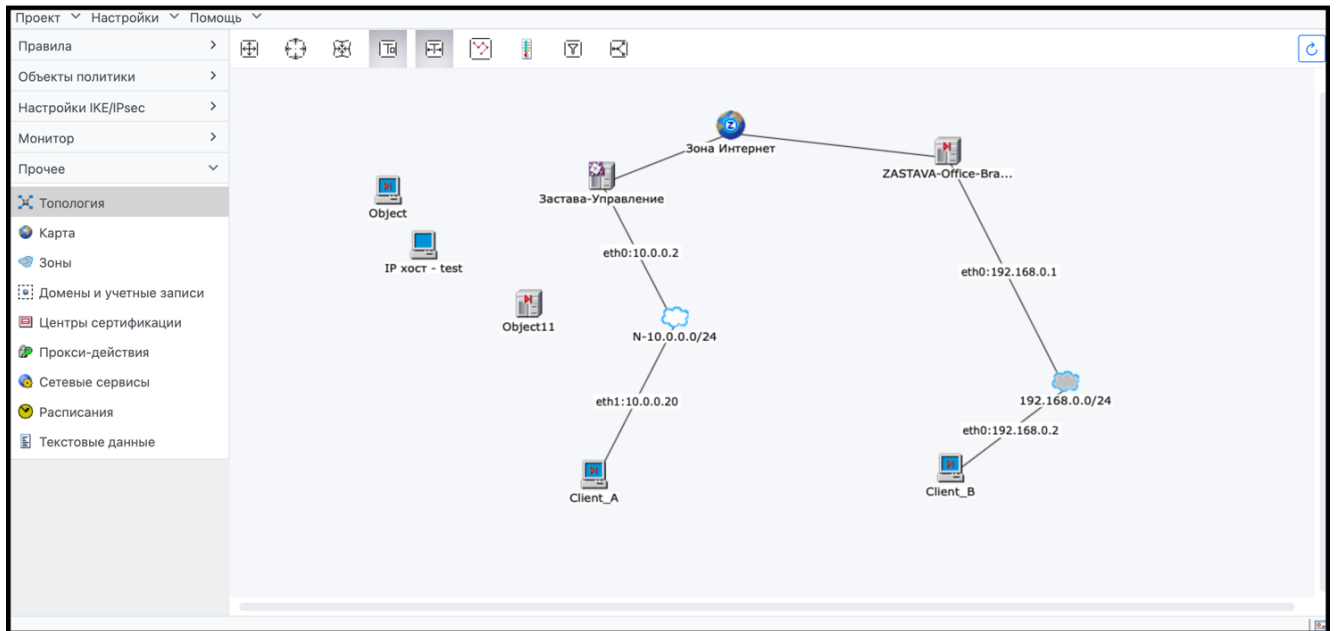 Проект Настройки Помощь
Правила
Объекты политики
Настройки IKE/IPsec
Монитор
Прочее
Топология
Карта
Зоны
Домены и учетные записи
Центры сертификации
Прокси-действия
Сетевые сервисы
Расписания
Текстовые данные
Зона Интернет
ZASTAVA-Office-Bra...
Застава-Управление
Object
eth0:10.0.0.2
IP хост - test
eth0:192.168.0.1
Object11
N-10.0.0.0/24
eth1:10.0.0.20
192.168.0.0/24
eth0:192.168.0.2
Client_A
Client_B